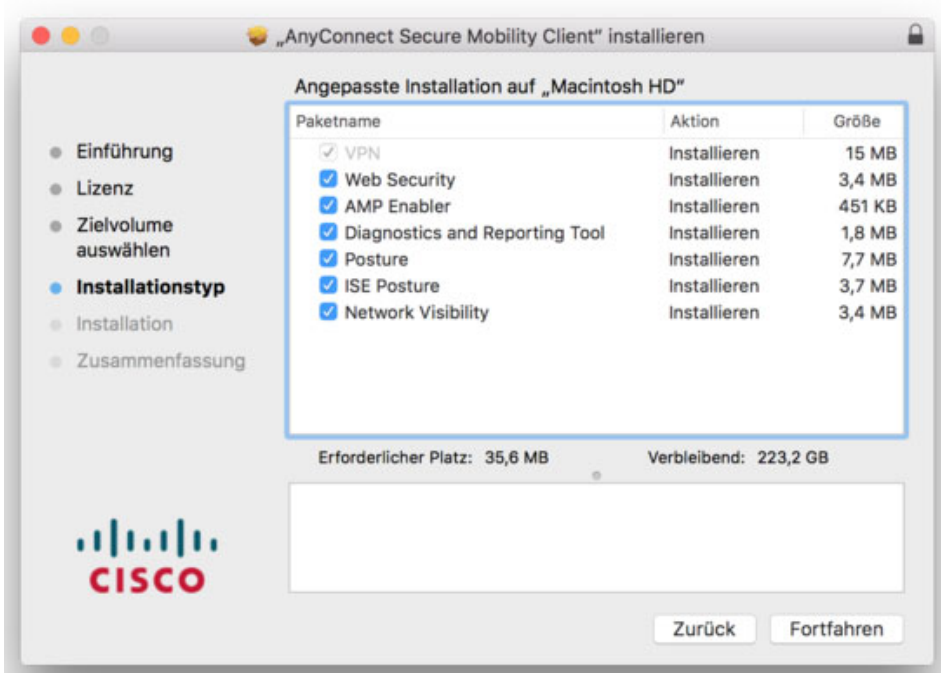 „AnyConnect Secure Mobility Client“ installieren
Angepasste Installation auf „Macintosh HD“
Paketname Aktion Größe
VPN Installieren 15 MB
Web Security Installieren 3,4 MB
AMP Enabler Installieren 451 KB
Diagnostics and Reporting Tool Installieren 1,8 MB
Posture Installieren 7,7 MB
ISE Posture Installieren 3,7 MB
Network Visibility Installieren 3,4 MB
Einführung
Lizenz
Zielvolume
auswählen
Installationstyp
Installation
Zusammenfassung
Erforderlicher Platz: 35,6 MB Verbleibend: 223,2 GB
CISCO
Zurück Fortfahren